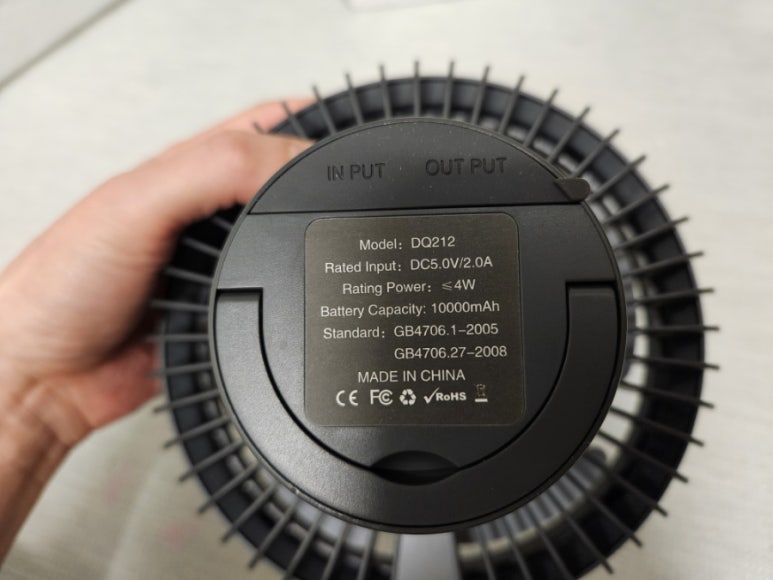 IN PUT OUT PUT
Model：DQ212
Rated Input：DC5.0V/2.0A
Rating Power：≤4W
Battery Capacity: 10000mAh
Standard：GB4706.1-2005
GB4706.27-2008
MADE IN CHINA
CE FC ✓RoHS